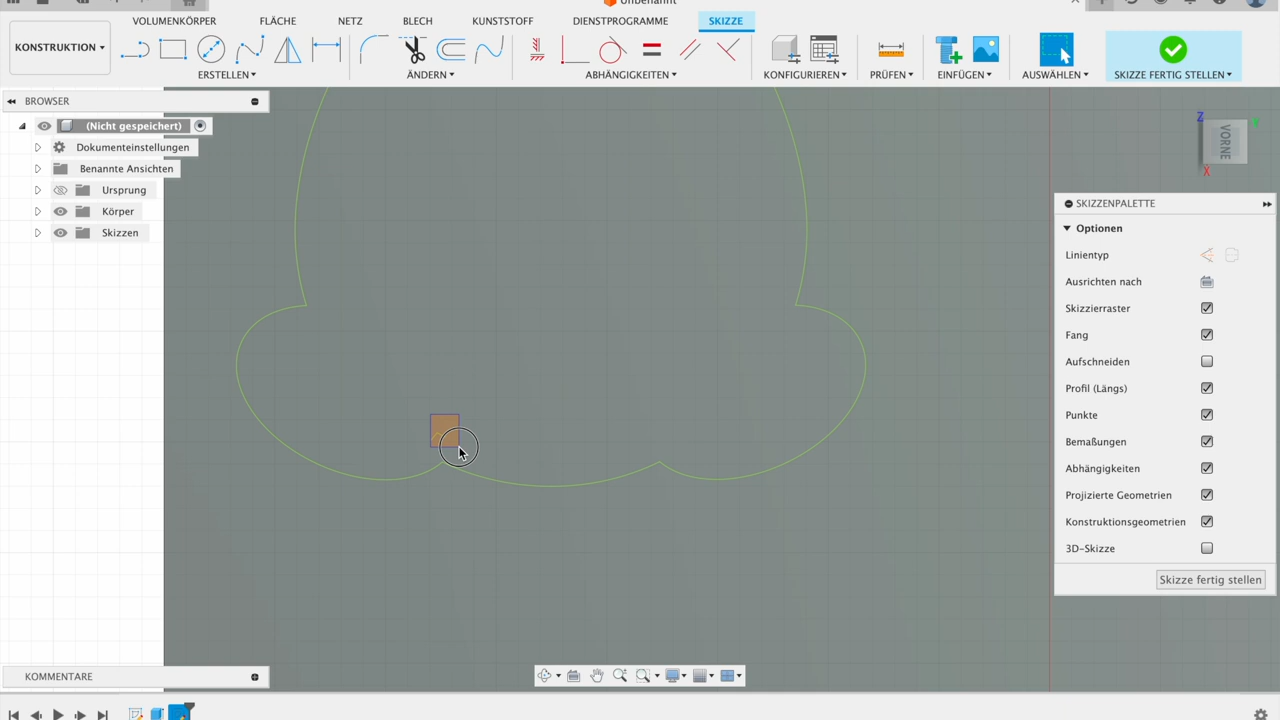 Unbenannt
VOLUMENKÖRPER FLÄCHE NETZ BLECH KUNSTSTOFF DIENSTPROGRAMME SKIZZE
KONSTRUKTION
ERSTELLEN ÄNDERN ABHÄNGIGKEITEN KONFIGURIEREN PRÜFEN EINFÜGEN AUSWÄHLEN SKIZZE FERTIG STELLEN
BROWSER
(Nicht gespeichert)
Dokumenteinstellungen
Benannte Ansichten
Ursprung
Körper
Skizzen
Z
Y
VORNE
X
SKIZZENPALETTE
Optionen
Linientyp
Ausrichten nach
Skizzierraster
Fang
Aufschneiden
Profil (Längs)
Punkte
Bemaßungen
Abhängigkeiten
Projizierte Geometrien
Konstruktionsgeometrien
3D-Skizze
Skizze fertig stellen
KOMMENTARE